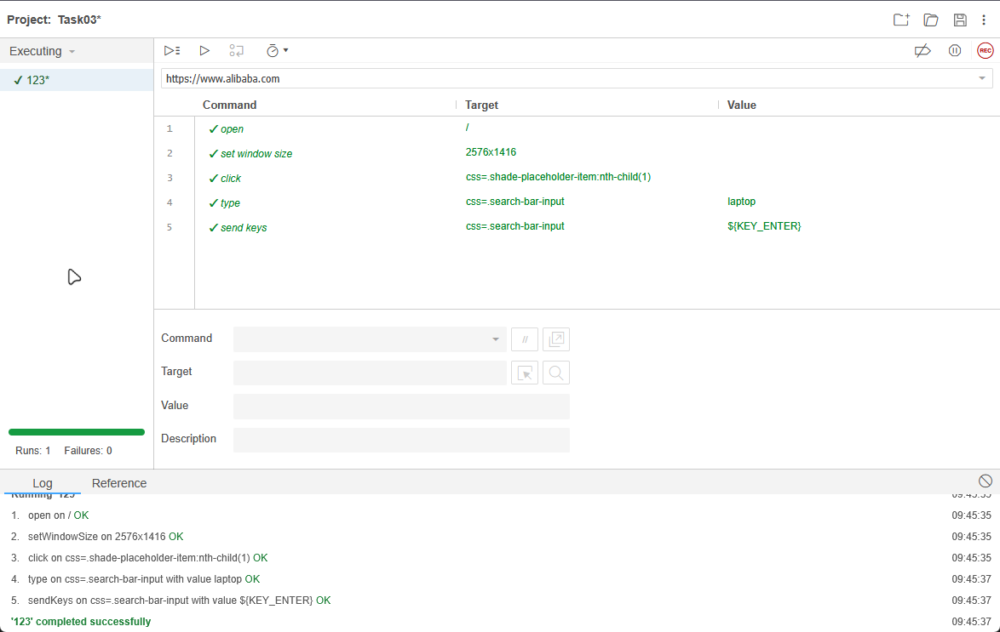 Project: Task03*
Executing
REC
✓ 123*
https://www.alibaba.com
Command Target Value
1 ✓ open /
2 ✓ set window size 2576x1416
3 ✓ click css=.shade-placeholder-item:nth-child(1)
4 ✓ type css=.search-bar-input laptop
5 ✓ send keys css=.search-bar-input ${KEY_ENTER}
Command //
Target
Value
Description
Runs: 1 Failures: 0
Log Reference
Running '123' 09:45:35
1. open on / OK 09:45:35
2. setWindowSize on 2576x1416 OK 09:45:35
3. click on css=.shade-placeholder-item:nth-child(1) OK 09:45:35
4. type on css=.search-bar-input with value laptop OK 09:45:37
5. sendKeys on css=.search-bar-input with value ${KEY_ENTER} OK 09:45:37
'123' completed successfully 09:45:37